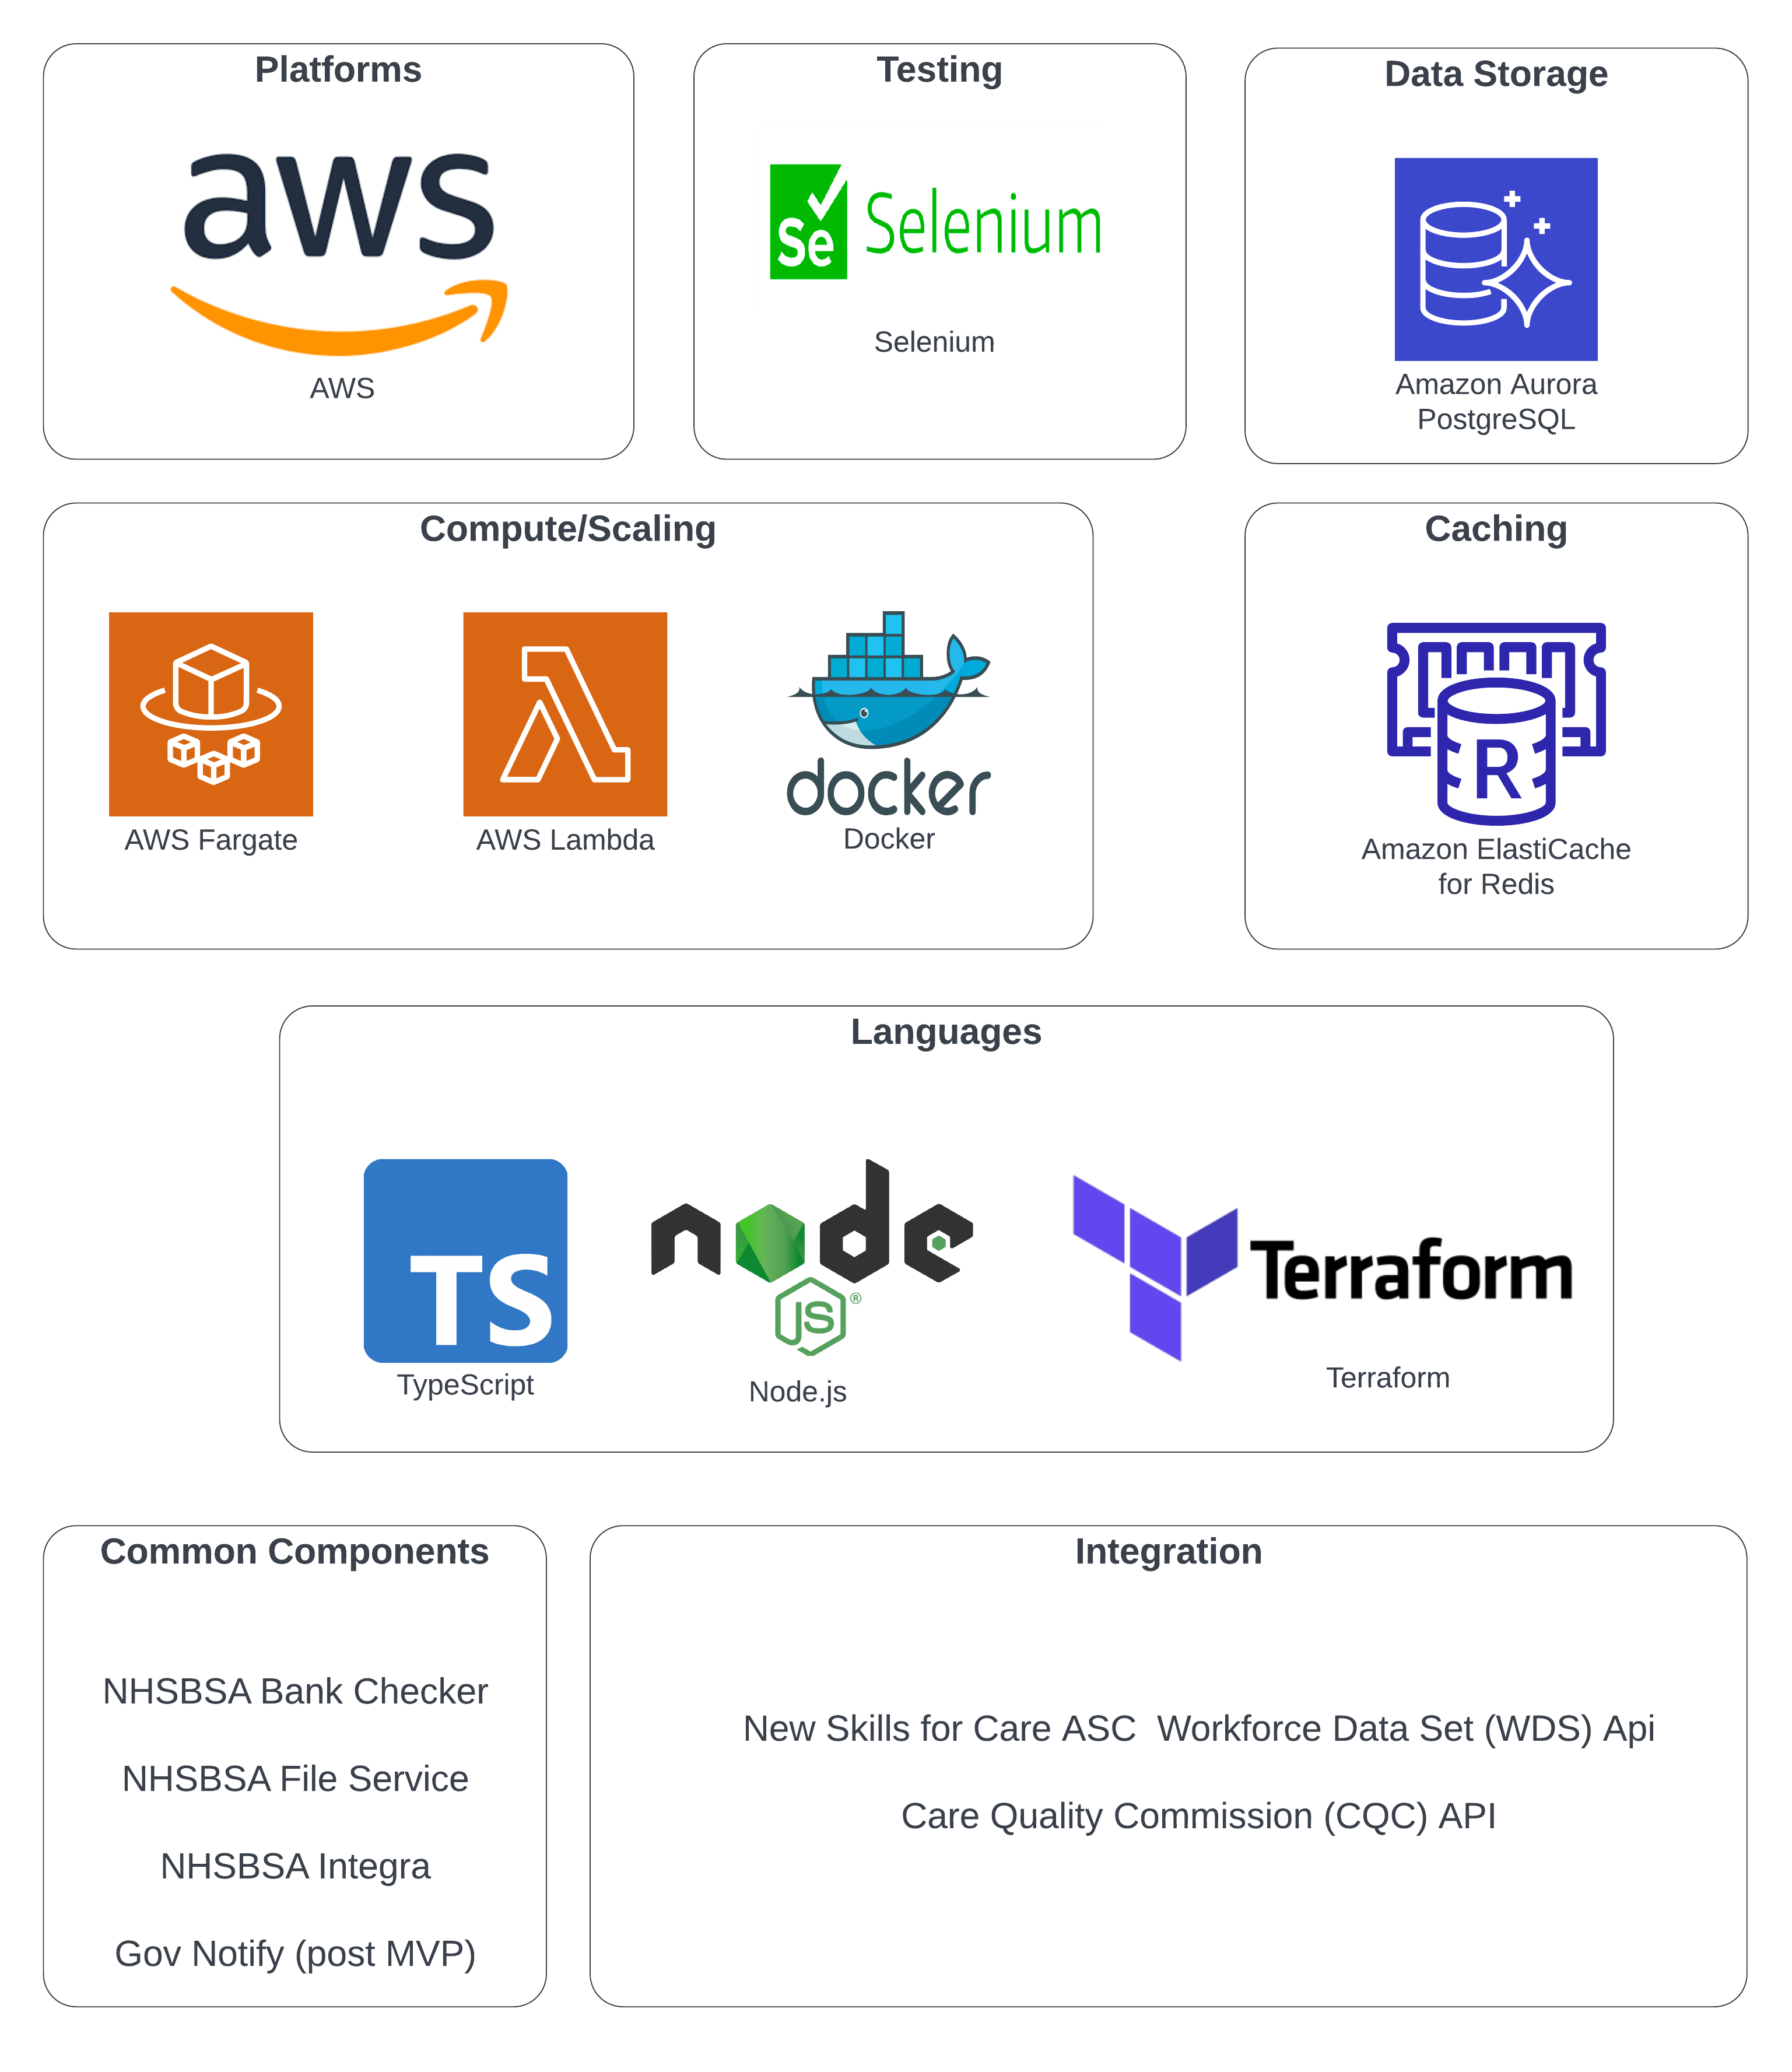 Platforms
aws
AWS
Testing
Se Selenium
Selenium
Data Storage
Amazon Aurora
PostgreSQL
Compute/Scaling
AWS Fargate
AWS Lambda
docker
Docker
Caching
R
Amazon ElastiCache
for Redis
Languages
TS
TypeScript
node
JS ®
Node.js
Terraform
Terraform
Common Components
NHSBSA Bank Checker
NHSBSA File Service
NHSBSA Integra
Gov Notify (post MVP)
Integration
New Skills for Care ASC  Workforce Data Set (WDS) Api
Care Quality Commission (CQC) API